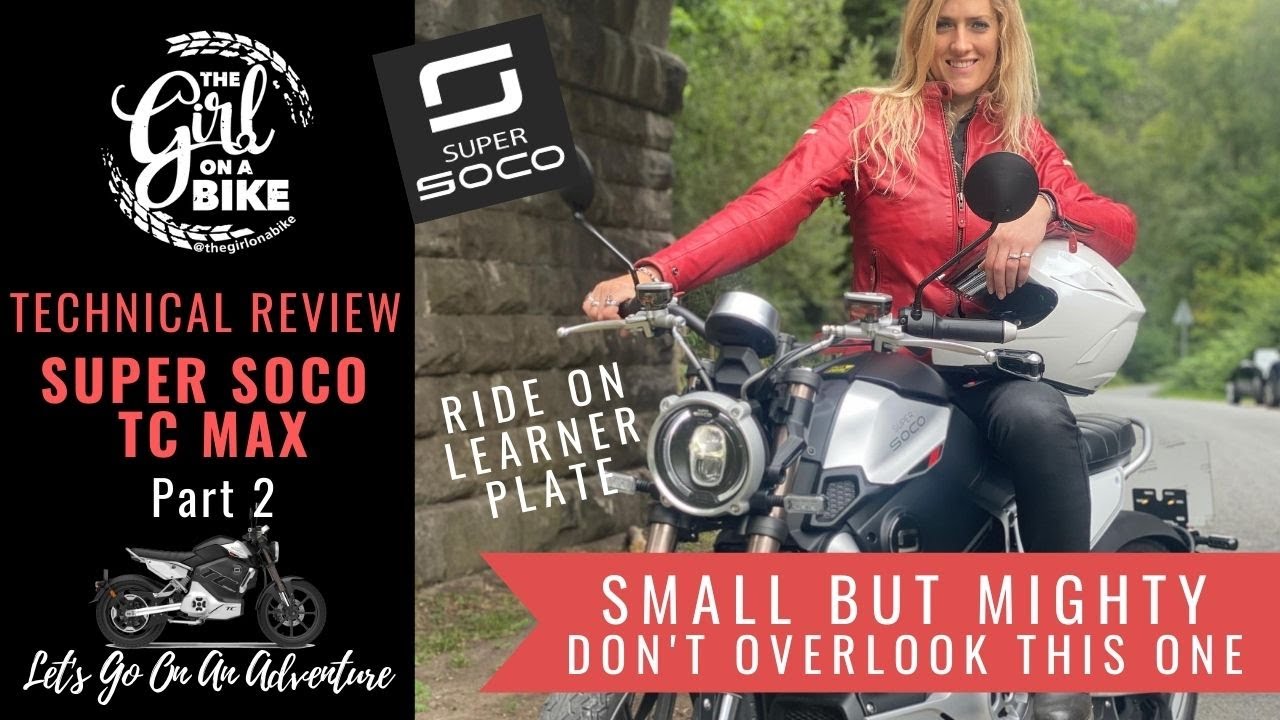 THE
Girl
ON A
BIKE
@thegirlonabike
TECHNICAL REVIEW
SUPER SOCO
TC MAX
Part 2
TC
Let's Go On An Adventure
SUPER
SOCO
RIDE ON
LEARNER
PLATE
SUPER
SOCO
SMALL BUT MIGHTY
DON'T OVERLOOK THIS ONE